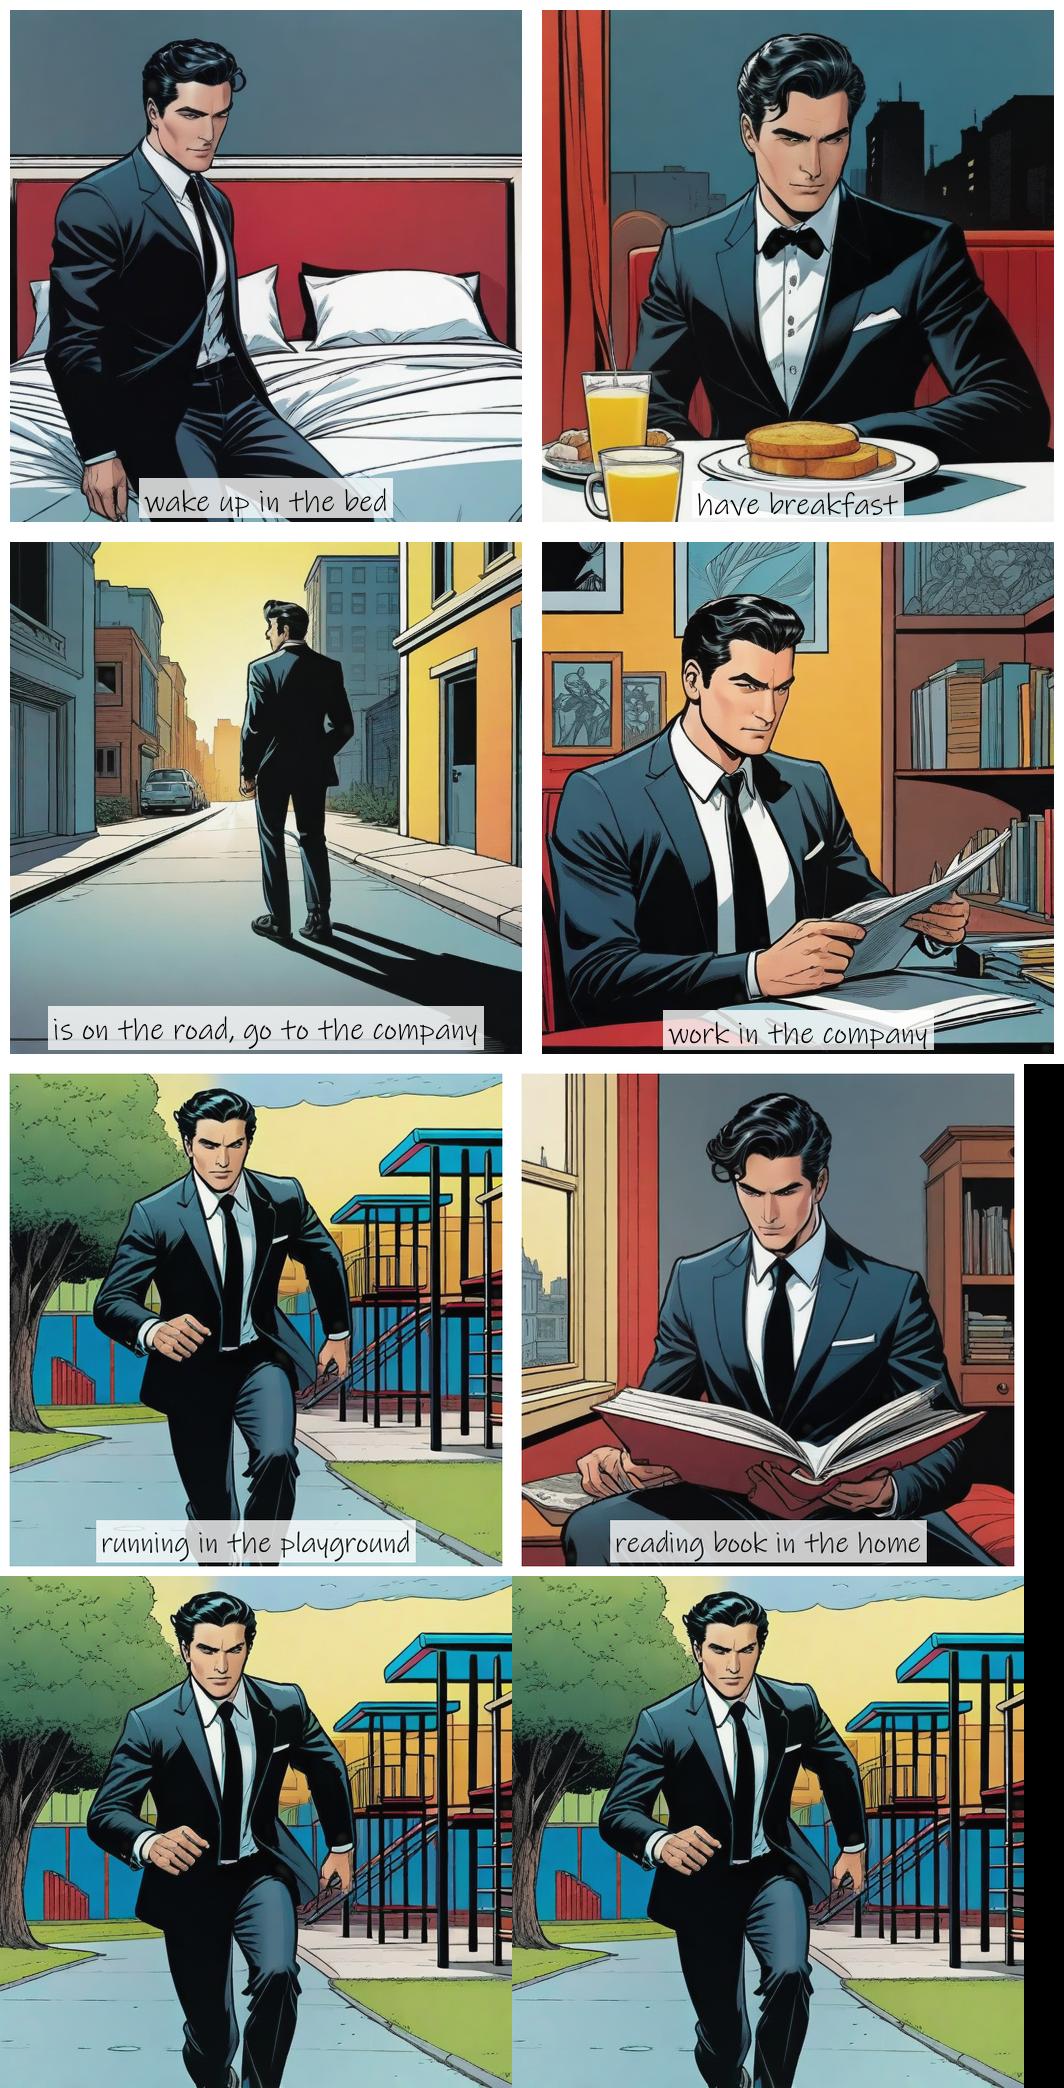 wake up in the bed
have breakfast
is on the road, go to the company
work in the company
running in the playground
reading book in the home